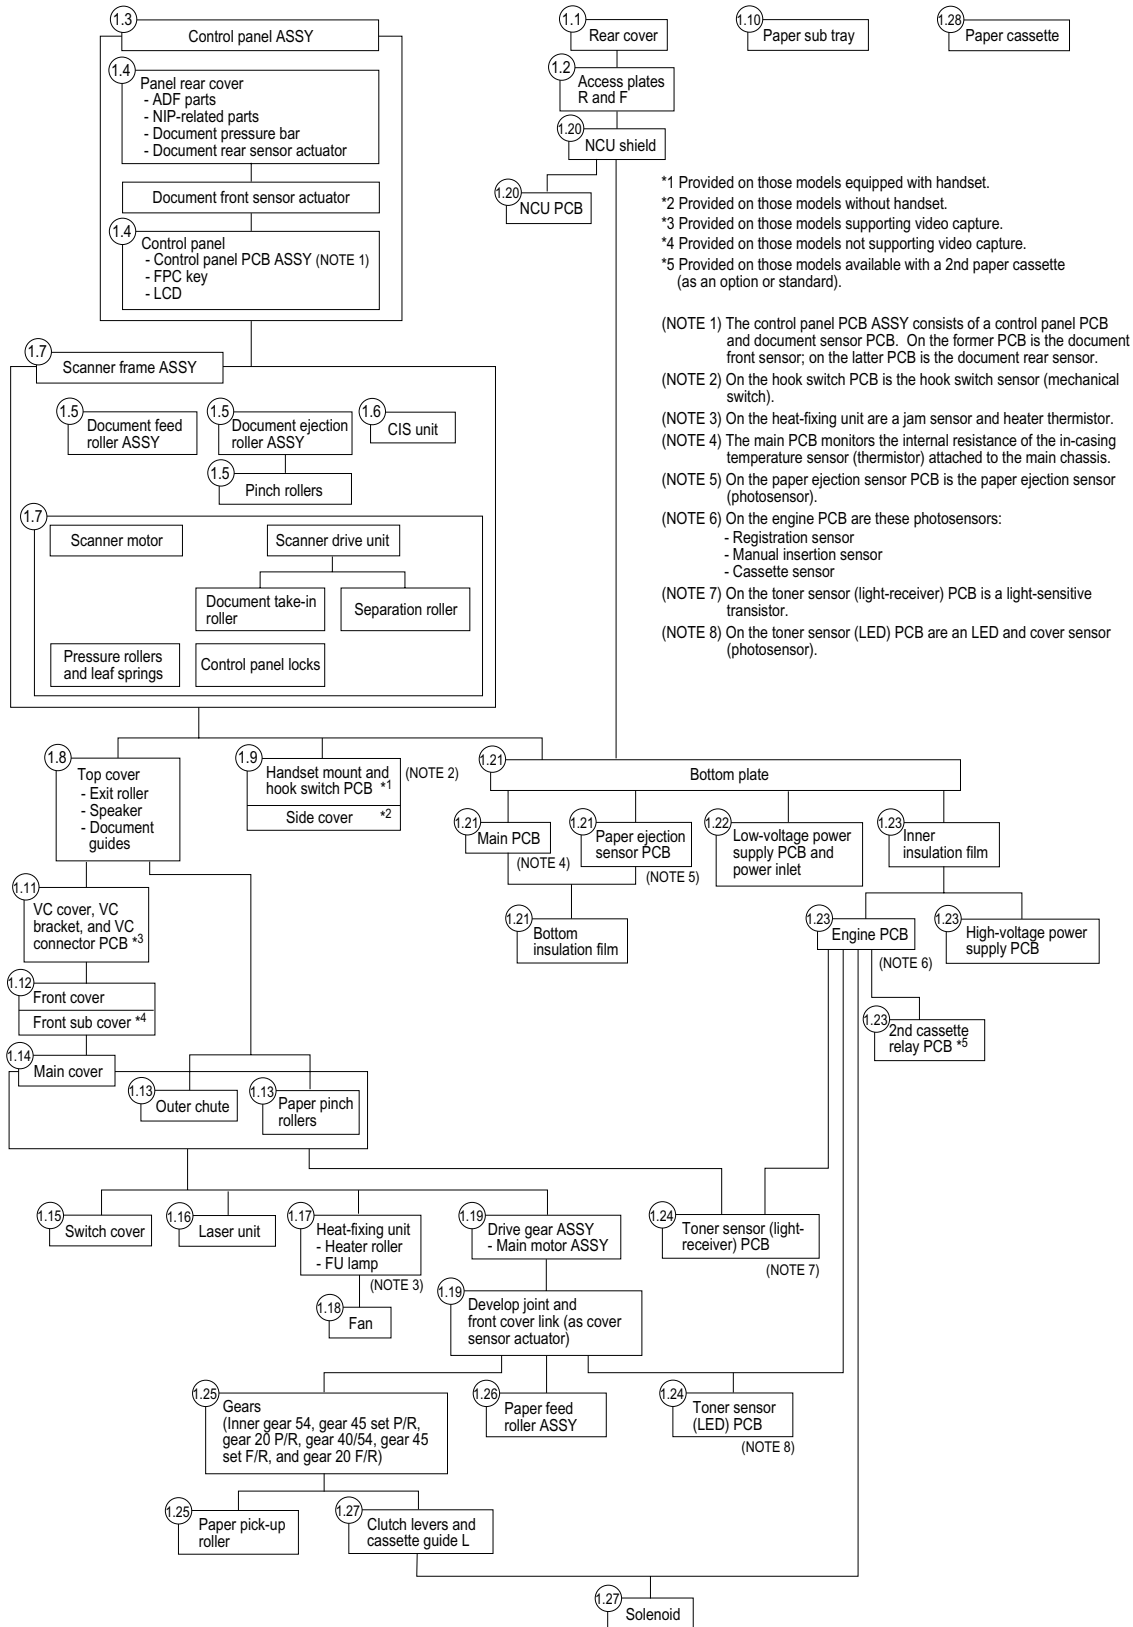 1.3
Control panel ASSY
1.4
Panel rear cover
- ADF parts
- NIP-related parts
- Document pressure bar
- Document rear sensor actuator
Document front sensor actuator
1.4
Control panel
- Control panel PCB ASSY (NOTE 1)
- FPC key
- LCD
1.1
Rear cover
1.2
Access plates
R and F
1.20
NCU shield
1.20
NCU PCB
1.10
Paper sub tray
1.28
Paper cassette
*1 Provided on those models equipped with handset.
*2 Provided on those models without handset.
*3 Provided on those models supporting video capture.
*4 Provided on those models not supporting video capture.
*5 Provided on those models available with a 2nd paper cassette
(as an option or standard).
(NOTE 1) The control panel PCB ASSY consists of a control panel PCB
and document sensor PCB. On the former PCB is the document
front sensor; on the latter PCB is the document rear sensor.
(NOTE 2) On the hook switch PCB is the hook switch sensor (mechanical
switch).
(NOTE 3) On the heat-fixing unit are a jam sensor and heater thermistor.
(NOTE 4) The main PCB monitors the internal resistance of the in-casing
temperature sensor (thermistor) attached to the main chassis.
(NOTE 5) On the paper ejection sensor PCB is the paper ejection sensor
(photosensor).
(NOTE 6) On the engine PCB are these photosensors:
- Registration sensor
- Manual insertion sensor
- Cassette sensor
(NOTE 7) On the toner sensor (light-receiver) PCB is a light-sensitive
transistor.
(NOTE 8) On the toner sensor (LED) PCB are an LED and cover sensor
(photosensor).
1.7
Scanner frame ASSY
1.5
Document feed
roller ASSY
1.5
Document ejection
roller ASSY
1.6
CIS unit
1.5
Pinch rollers
1.7
Scanner motor
Scanner drive unit
Document take-in
roller
Separation roller
Pressure rollers
and leaf springs
Control panel locks
1.8
Top cover
- Exit roller
- Speaker
- Document
guides
1.9
Handset mount and
hook switch PCB *1
(NOTE 2)
Side cover *2
1.21
Bottom plate
1.21
Main PCB
(NOTE 4)
1.21
Paper ejection
sensor PCB
(NOTE 5)
1.22
Low-voltage power
supply PCB and
power inlet
1.23
Inner
insulation film
1.21
Bottom
insulation film
1.23
Engine PCB
(NOTE 6)
1.23
High-voltage power
supply PCB
1.23
2nd cassette
relay PCB *5
1.11
VC cover, VC
bracket, and VC
connector PCB *3
1.12
Front cover
Front sub cover *4
1.14
Main cover
1.13
Outer chute
1.13
Paper pinch
rollers
1.15
Switch cover
1.16
Laser unit
1.17
Heat-fixing unit
- Heater roller
- FU lamp
(NOTE 3)
1.18
Fan
1.19
Drive gear ASSY
- Main motor ASSY
1.24
Toner sensor (light-
receiver) PCB
(NOTE 7)
1.19
Develop joint and
front cover link (as cover
sensor actuator)
1.25
Gears
(Inner gear 54, gear 45 set P/R,
gear 20 P/R, gear 40/54, gear 45
set F/R, and gear 20 F/R)
1.26
Paper feed
roller ASSY
1.24
Toner sensor
(LED) PCB
(NOTE 8)
1.25
Paper pick-up
roller
1.27
Clutch levers and
cassette guide L
1.27
Solenoid